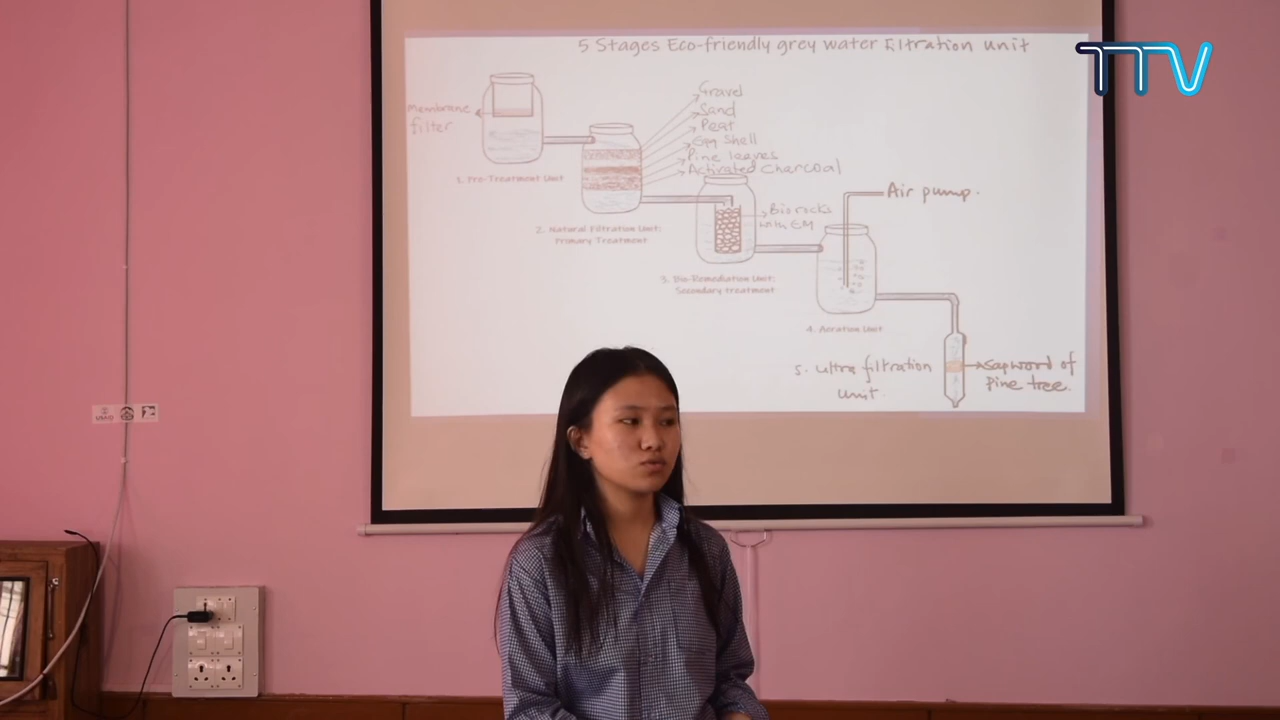 5 Stages Eco-friendly grey water filtration unit
TTV
Membrane
filter
Gravel
Sand
Peat
Egg Shell
Pine leaves
Activated charcoal
1. Pre-Treatment Unit
Air pump.
Bio rocks
with EM
2. Natural Filtration Unit:
Primary Treatment
3. Bio-Remediation Unit:
Secondary treatment
4. Aeration Unit
5. Ultra filtration
unit.
Sapwood of
Pine tree.
USAID